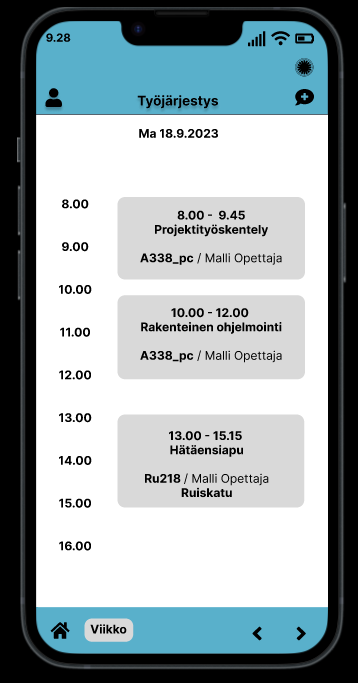 9.28
Työjärjestys
Ma 18.9.2023
8.00
8.00 - 9.45
Projektityöskentely
9.00
A338_pc / Malli Opettaja
10.00
10.00 - 12.00
Rakenteinen ohjelmointi
11.00
A338_pc / Malli Opettaja
12.00
13.00
13.00 - 15.15
Hätäensiapu
14.00
Ru218 / Malli Opettaja
Ruiskatu
15.00
16.00
Viikko